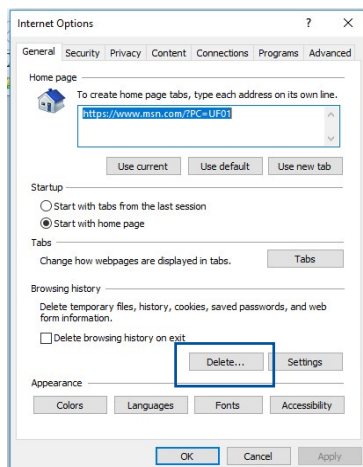 Internet Options ? X
General Security Privacy Content Connections Programs Advanced
Home page
To create home page tabs, type each address on its own line.
https://www.msn.com/?PC=UF01
Use current Use default Use new tab
Startup
Start with tabs from the last session
Start with home page
Tabs
Change how webpages are displayed in tabs. Tabs
Browsing history
Delete temporary files, history, cookies, saved passwords, and web
form information.
Delete browsing history on exit
Delete... Settings
Appearance
Colors Languages Fonts Accessibility
OK Cancel Apply